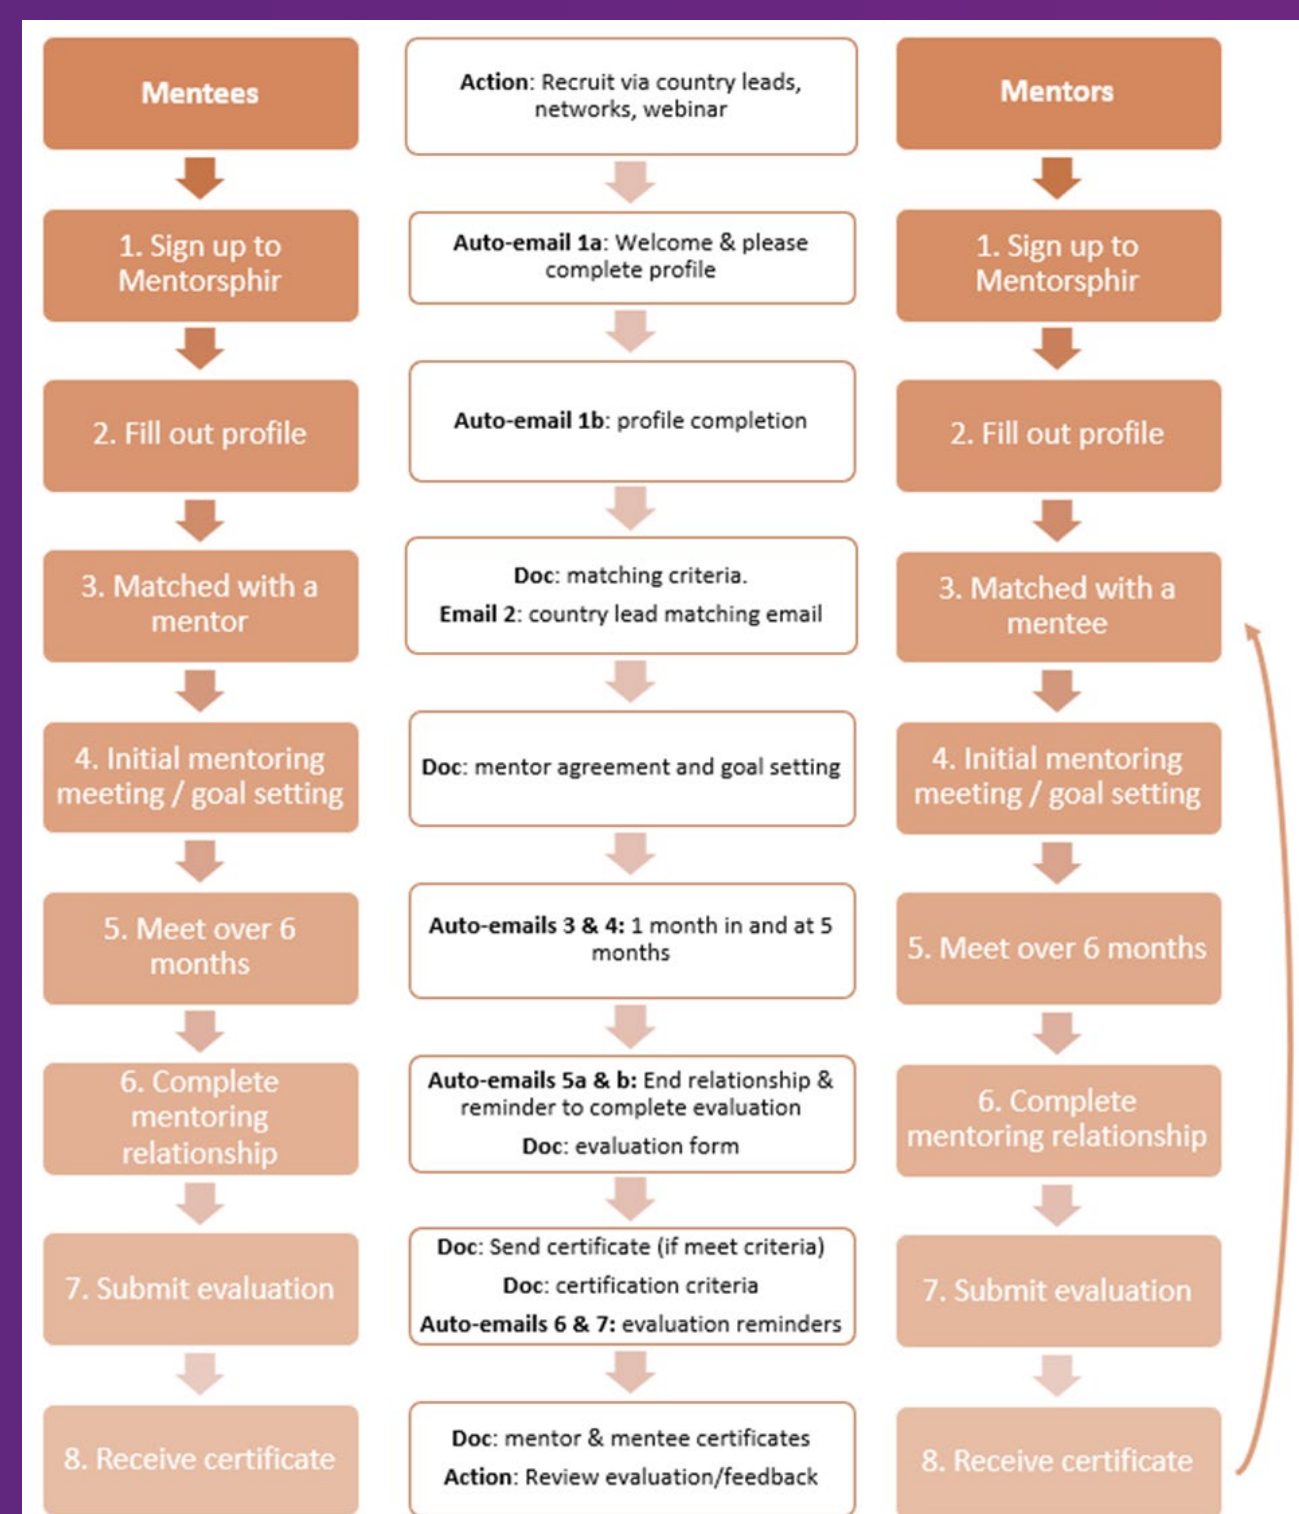 Mentees
Action: Recruit via country leads,
networks, webinar
Mentors
1. Sign up to
Mentorsphir
Auto-email 1a: Welcome & please
complete profile
1. Sign up to
Mentorsphir
2. Fill out profile
Auto-email 1b: profile completion
2. Fill out profile
3. Matched with a
mentor
Doc: matching criteria.
Email 2: country lead matching email
3. Matched with a
mentee
4. Initial mentoring
meeting / goal setting
Doc: mentor agreement and goal setting
4. Initial mentoring
meeting / goal setting
5. Meet over 6
months
Auto-emails 3 & 4: 1 month in and at 5
months
5. Meet over 6 months
6. Complete
mentoring
relationship
Auto-emails 5a & b: End relationship &
reminder to complete evaluation
Doc: evaluation form
6. Complete
mentoring relationship
7. Submit evaluation
Doc: Send certificate (if meet criteria)
Doc: certification criteria
Auto-emails 6 & 7: evaluation reminders
7. Submit evaluation
8. Receive certificate
Doc: mentor & mentee certificates
Action: Review evaluation/feedback
8. Receive certificate